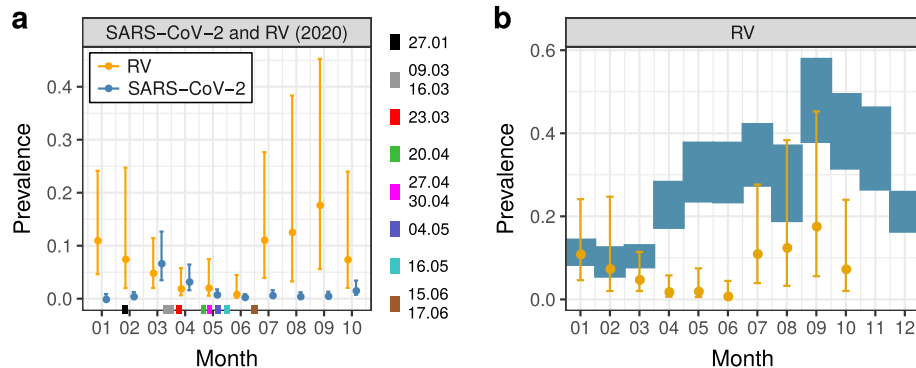 a
SARS−CoV−2 and RV (2020)
RV
SARS−CoV−2
Prevalence
0.4
0.3
0.2
0.1
0.0
01 02 03 04 05 06 07 08 09 10
Month
27.01
09.03
16.03
23.03
20.04
27.04
30.04
04.05
16.05
15.06
17.06
b
RV
Prevalence
0.6
0.4
0.2
0.0
01 02 03 04 05 06 07 08 09 10 11 12
Month